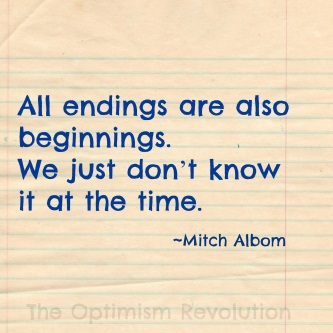 All endings are also
beginnings.
We just don't know
it at the time.
~Mitch Albom
The Optimism Revolution